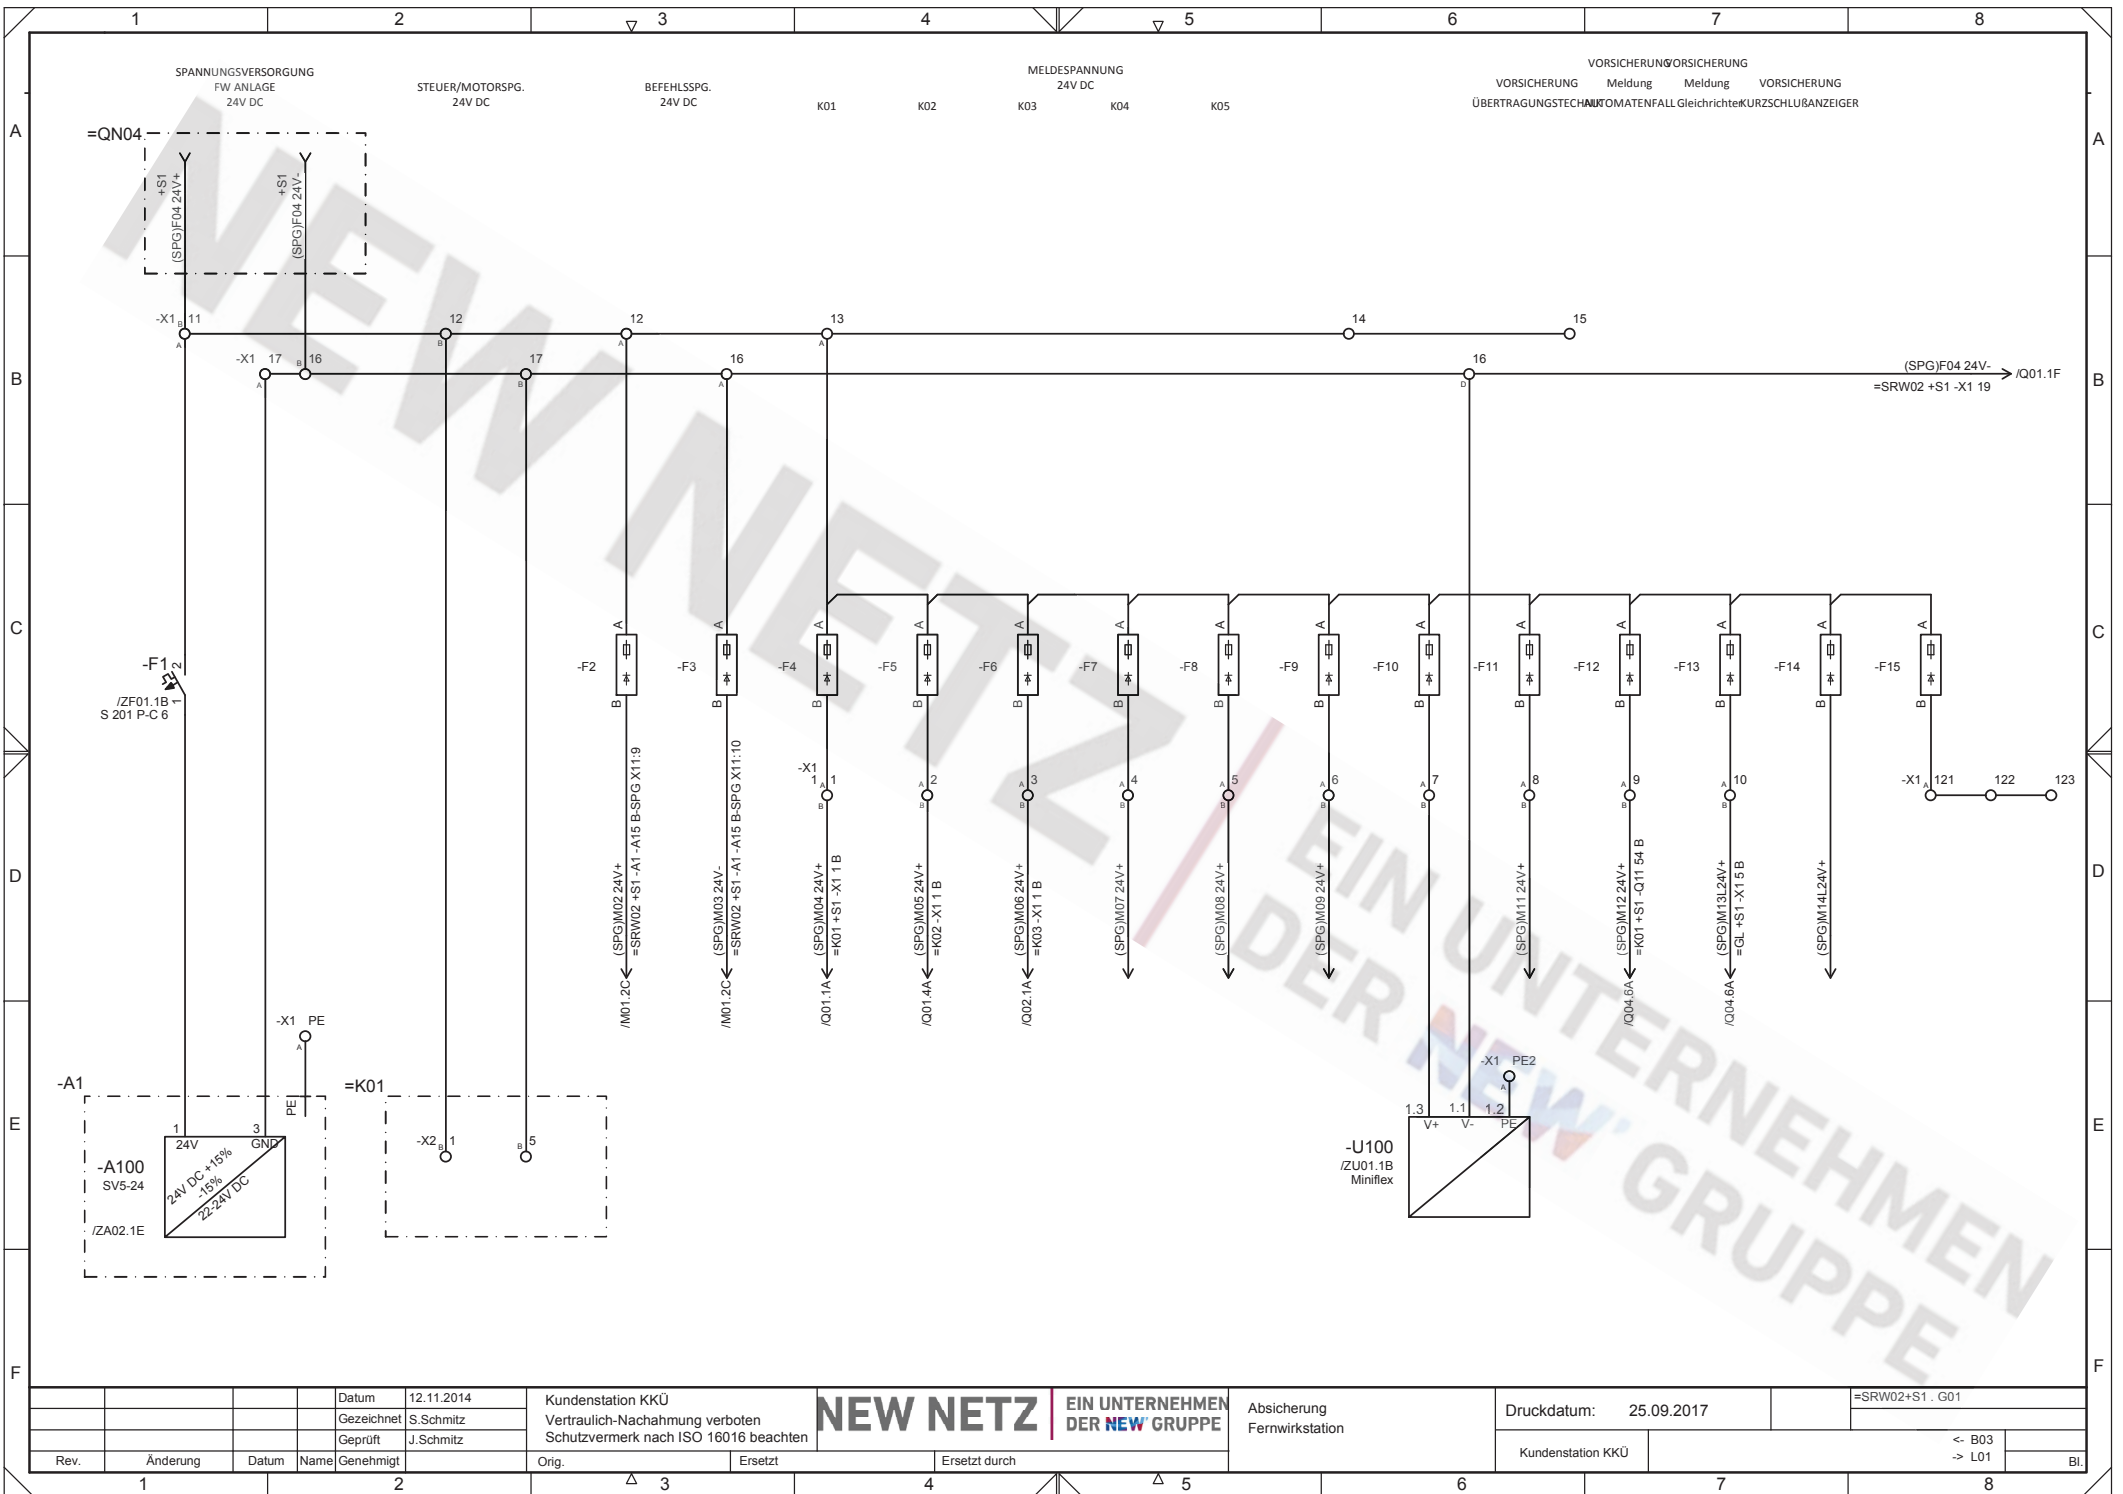 1 2 3 4 5 6 7 8
SPANNUNGSVERSORGUNG
FW ANLAGE
24V DC
STEUER/MOTORSPG.
24V DC
BEFEHLSSPG.
24V DC
MELDESPANNUNG
24V DC
K01 K02 K03 K04 K05
VORSICHERUNG
ÜBERTRAGUNGSTECHNIK
VORSICHERUNG
Meldung
AUTOMATENFALL
VORSICHERUNG
Meldung
Gleichrichter
VORSICHERUNG
KURZSCHLUßANZEIGER
A A
=QN04
+S1
(SPG)F04 24V+
+S1
(SPG)F04 24V-
-X1 B 11 12 12 13 14 15
A B A A
-X1 17 B 16 17 16 16
A B A D
(SPG)F04 24V-
/Q01.1F
=SRW02 +S1 -X1 19
B B
C C
-F1 2
1
/ZF01.1B
S 201 P-C 6
A A A A A A A A A A A A A A
-F2 -F3 -F4 -F5 -F6 -F7 -F8 -F9 -F10 -F11 -F12 -F13 -F14 -F15
B B B B B B B B B B B B B B
-X1
1 A 1 A 2 A 3 A 4 A 5 A 6 A 7 A 8 A 9 A 10
B B B B B B B B B B
-X1 A 121 122 123
D D
(SPG)M02 24V+
=SRW02 +S1 -A1 -A15 B-SPG X11:9
/M01.2C
(SPG)M03 24V-
=SRW02 +S1 -A1 -A15 B-SPG X11:10
/M01.2C
(SPG)M04 24V+
=K01 +S1 -X1 1 B
/Q01.1A
(SPG)M05 24V+
=K02 -X1 1 B
/Q01.4A
(SPG)M06 24V+
=K03 -X1 1 B
/Q02.1A
(SPG)M07 24V+
(SPG)M08 24V+
(SPG)M09 24V+
(SPG)M11 24V+
(SPG)M12 24V+
=K01 +S1 -Q11 54 B
/Q04.6A
(SPG)M13L24V+
=GL +S1 -X1 5 B
/Q04.6A
(SPG)M14L24V+
E E
-X1 PE
A
PE
-A1
1 3
24V GND
-A100
SV5-24
24V DC +15%
-15%
22-24V DC
/ZA02.1E
=K01
-X2 B 1 B 5
-X1 PE2
A
1.3 1.1 1.2
V+ V- PE
-U100
/ZU01.1B
Miniflex
NEW NETZ
EIN UNTERNEHMEN
DER NEW' GRUPPE
F F
Datum 12.11.2014
Gezeichnet S.Schmitz
Geprüft J.Schmitz
Rev. Änderung Datum Name Genehmigt
Kundenstation KKÜ
Vertraulich-Nachahmung verboten
Schutzvermerk nach ISO 16016 beachten
Orig. Ersetzt Ersetzt durch
NEW NETZ
EIN UNTERNEHMEN
DER NEW' GRUPPE
Absicherung
Fernwirkstation
Druckdatum: 25.09.2017
Kundenstation KKÜ
=SRW02+S1 . G01
<- B03
-> L01
Bl.
1 2 3 4 5 6 7 8